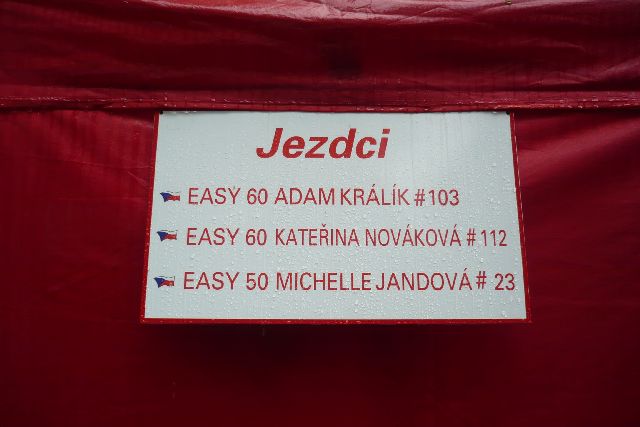 Jezdci
EASY 60 ADAM KRÁLÍK #103
EASY 60 KATEŘINA NOVÁKOVÁ #112
EASY 50 MICHELLE JANDOVÁ # 23